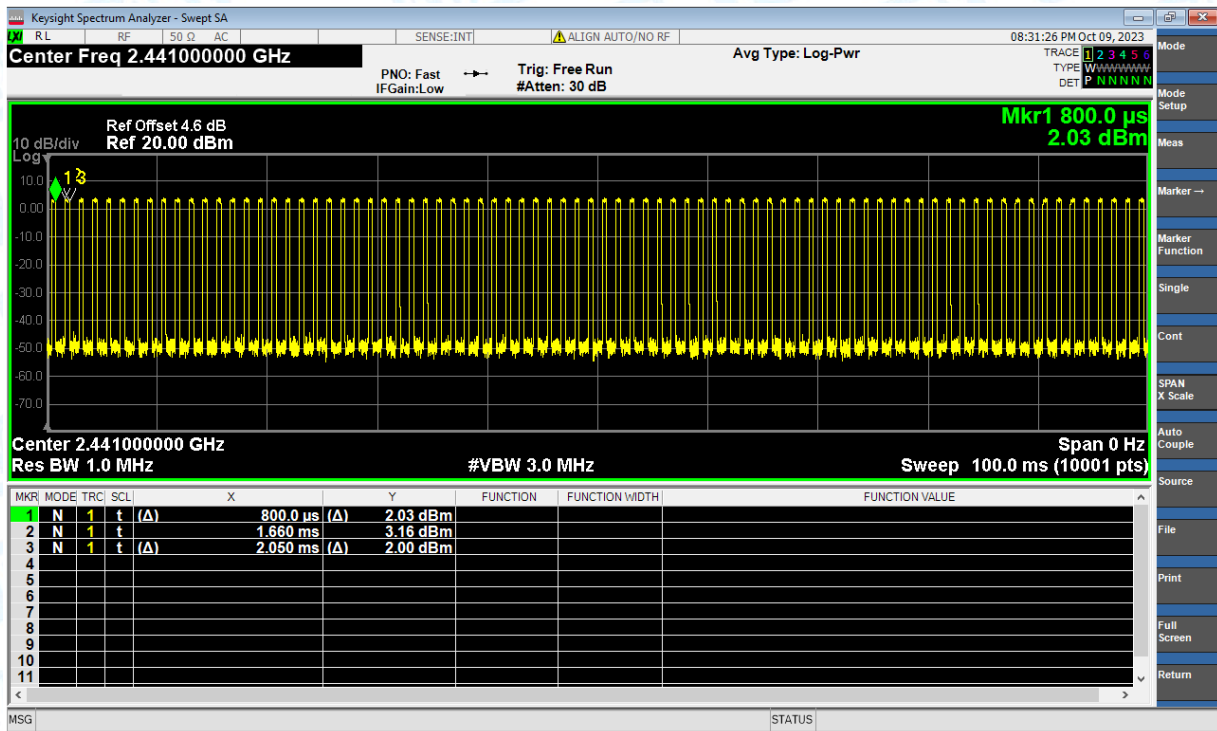 Keysight Spectrum Analyzer - Swept SA
LXI RL RF 50 Ω AC SENSE:INT ALIGN AUTO/NO RF 08:31:26 PM Oct 09, 2023
Center Freq 2.441000000 GHz
Avg Type: Log-Pwr
TRACE 1 2 3 4 5 6
TYPE WWWWWW
DET P N N N N N
PNO: Fast Trig: Free Run
IFGain:Low #Atten: 30 dB
Mkr1 800.0 µs
2.03 dBm
Ref Offset 4.6 dB
10 dB/div Ref 20.00 dBm
Log
1 3
10.0
0.00
-10.0
-20.0
-30.0
-40.0
-50.0
-60.0
-70.0
Center 2.441000000 GHz Span 0 Hz
Res BW 1.0 MHz #VBW 3.0 MHz Sweep 100.0 ms (10001 pts)
MKR MODE TRC SCL X Y FUNCTION FUNCTION WIDTH FUNCTION VALUE
1 N 1 t (Δ) 800.0 µs (Δ) 2.03 dBm
2 N 1 t 1.660 ms 3.16 dBm
3 N 1 t (Δ) 2.050 ms (Δ) 2.00 dBm
4
5
6
7
8
9
10
11
MSG STATUS
Mode
Mode
Setup
Meas
Marker →
Marker
Function
Single
Cont
SPAN
X Scale
Auto
Couple
Source
File
Print
Full
Screen
Return